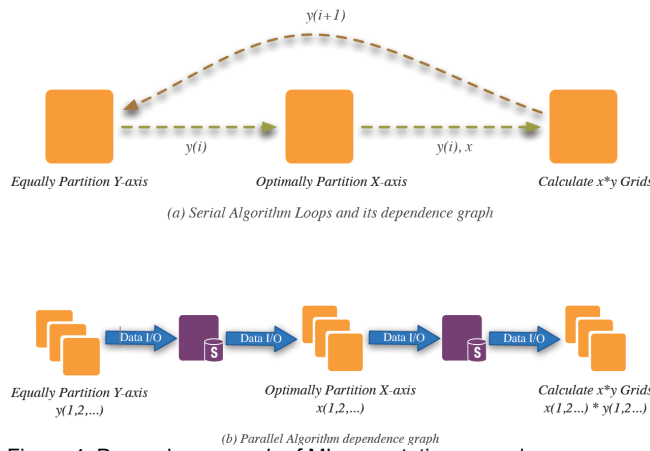 y(i+1)
y(i)
y(i), x
Equally Partition Y-axis
Optimally Partition X-axis
Calculate x*y Grids
(a) Serial Algorithm Loops and its dependence graph
Data I/O
S
Data I/O
Data I/O
S
Data I/O
Equally Partition Y-axis
y(1,2,...)
Optimally Partition X-axis
x(1,2,...)
Calculate x*y Grids
x(1,2...) * y(1,2...)
(b) Parallel Algorithm dependence graph